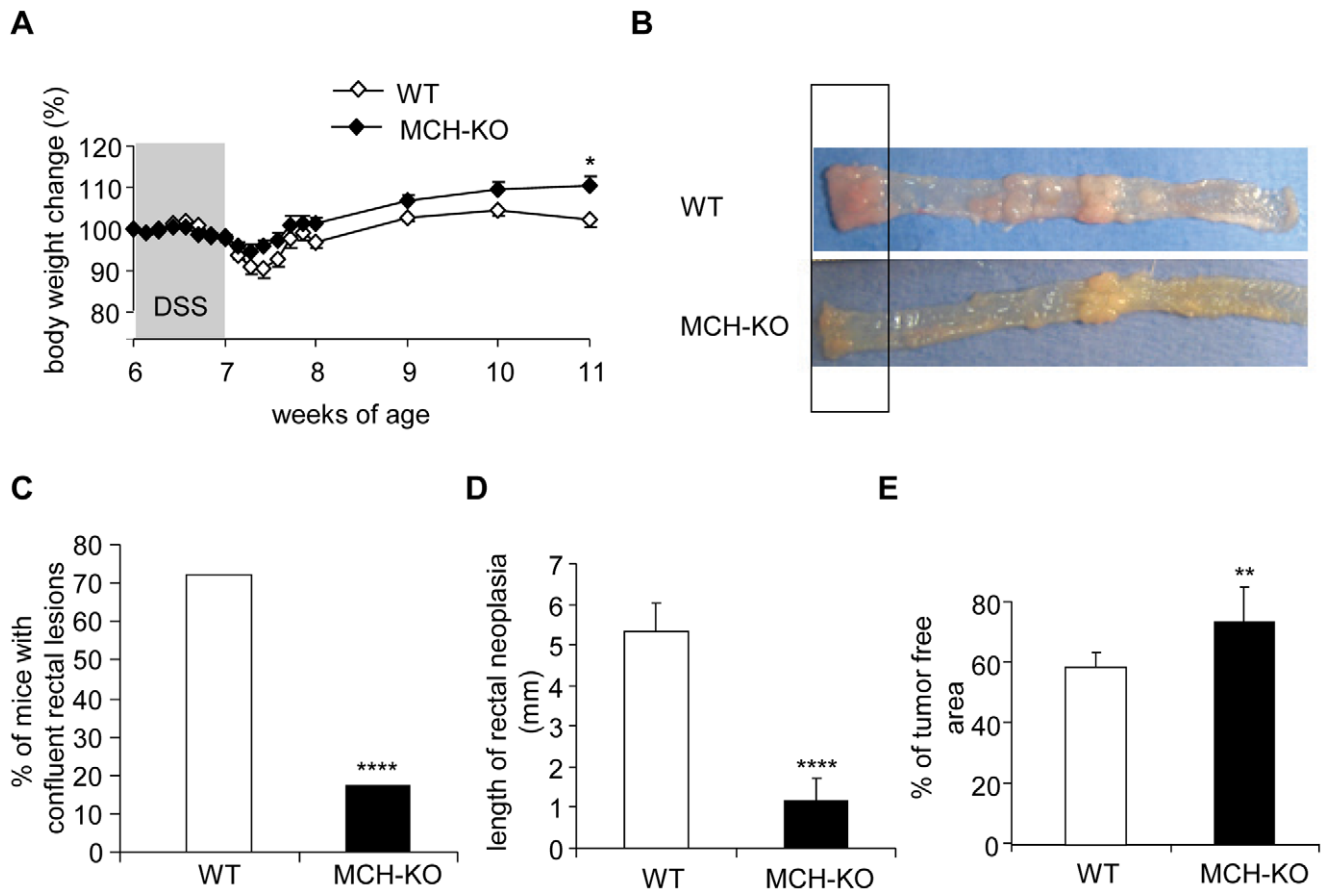 A
B
WT
MCH-KO
body weight change (%)
120
110
100
90
80
*
DSS
6 7 8 9 10 11
weeks of age
WT
MCH-KO
C
D
E
% of mice with
confluent rectal lesions
80
70
60
50
40
30
20
10
0
****
WT MCH-KO
length of rectal neoplasia
(mm)
7
6
5
4
3
2
1
0
****
WT MCH-KO
% of tumor free
area
80
60
40
20
0
**
WT MCH-KO